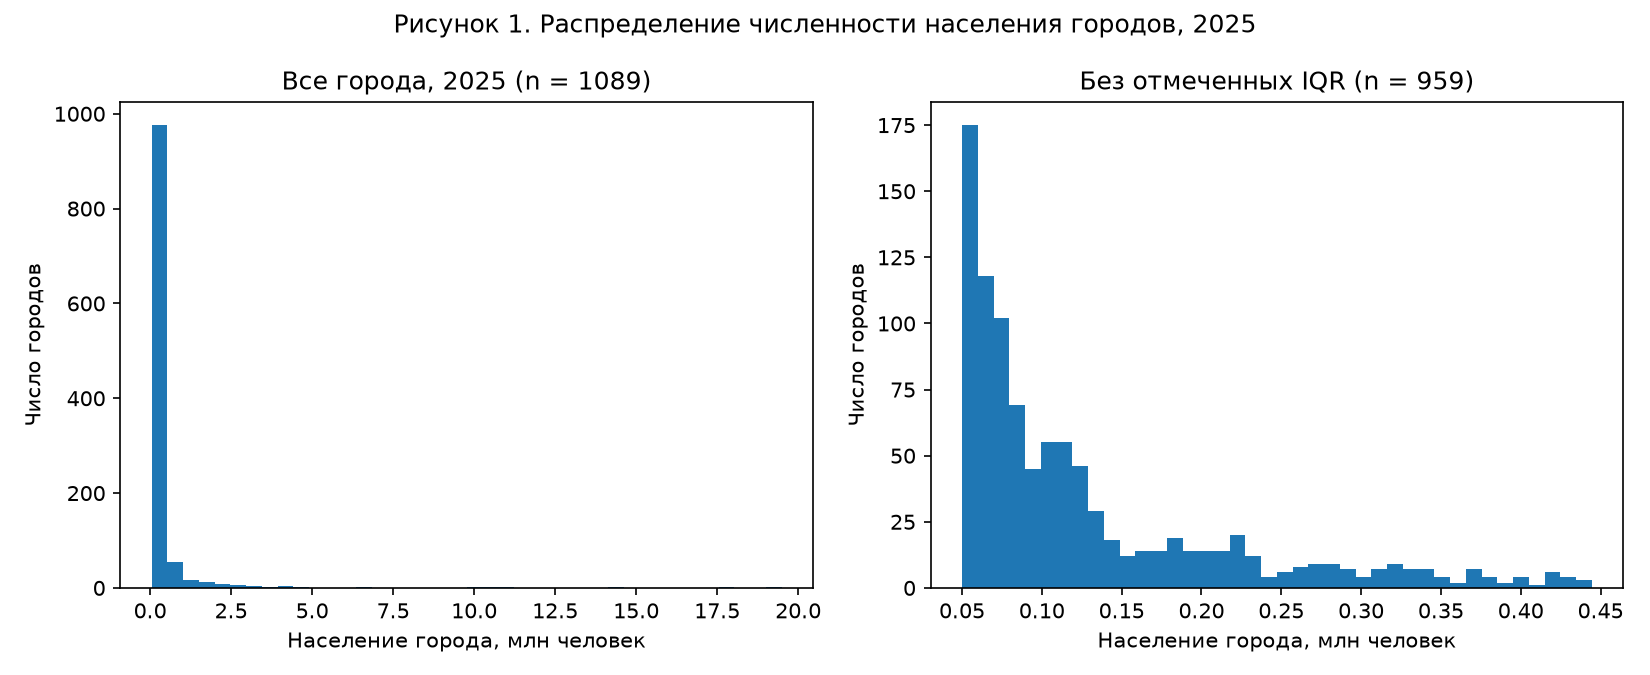 Рисунок 1. Распределение численности населения городов, 2025
Все города, 2025 (n = 1089)
Число городов
1000
800
600
400
200
0
0.0 2.5 5.0 7.5 10.0 12.5 15.0 17.5 20.0
Население города, млн человек
Без отмеченных IQR (n = 959)
Число городов
175
150
125
100
75
50
25
0
0.05 0.10 0.15 0.20 0.25 0.30 0.35 0.40 0.45
Население города, млн человек